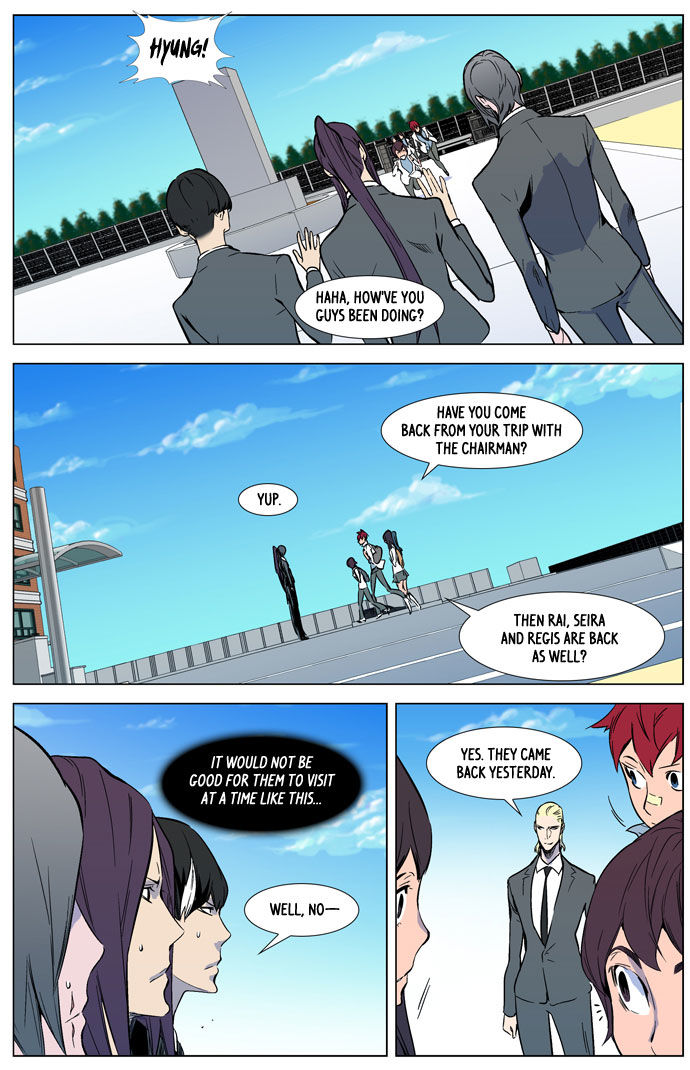 HYUNG!
HAHA, HOW'VE YOU
GUYS BEEN DOING?
HAVE YOU COME
BACK FROM YOUR TRIP WITH
THE CHAIRMAN?
YUP.
THEN RAI, SEIRA
AND REGIS ARE BACK
AS WELL?
IT WOULD NOT BE
GOOD FOR THEM TO VISIT
AT A TIME LIKE THIS...
WELL, NO—
YES. THEY CAME
BACK YESTERDAY.